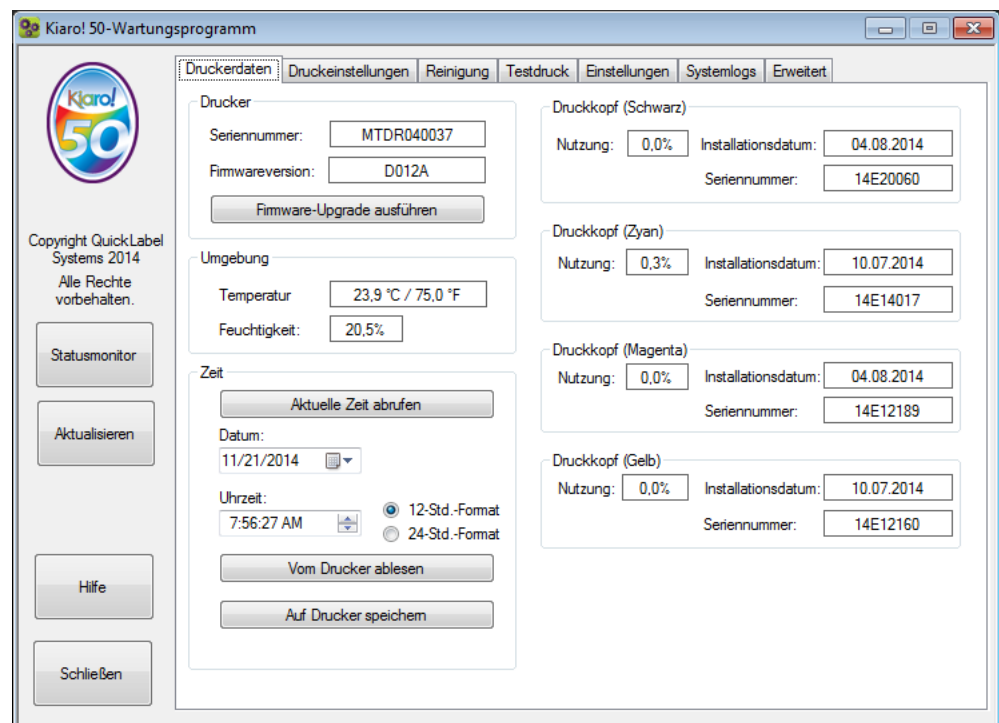 Kiaro! 50-Wartungsprogramm
Kiaro!
50
Copyright QuickLabel
Systems 2014
Alle Rechte
vorbehalten.
Statusmonitor
Aktualisieren
Hilfe
Schließen
Druckerdaten Druckeinstellungen Reinigung Testdruck Einstellungen Systemlogs Erweitert
Drucker
Seriennummer: MTDR040037
Firmwareversion: D012A
Firmware-Upgrade ausführen
Umgebung
Temperatur 23,9 °C / 75,0 °F
Feuchtigkeit: 20,5%
Zeit
Aktuelle Zeit abrufen
Datum:
11/21/2014
Uhrzeit:
7:56:27 AM
12-Std.-Format
24-Std.-Format
Vom Drucker ablesen
Auf Drucker speichern
Druckkopf (Schwarz)
Nutzung: 0,0% Installationsdatum: 04.08.2014
Seriennummer: 14E20060
Druckkopf (Zyan)
Nutzung: 0,3% Installationsdatum: 10.07.2014
Seriennummer: 14E14017
Druckkopf (Magenta)
Nutzung: 0,0% Installationsdatum: 04.08.2014
Seriennummer: 14E12189
Druckkopf (Gelb)
Nutzung: 0,0% Installationsdatum: 10.07.2014
Seriennummer: 14E12160